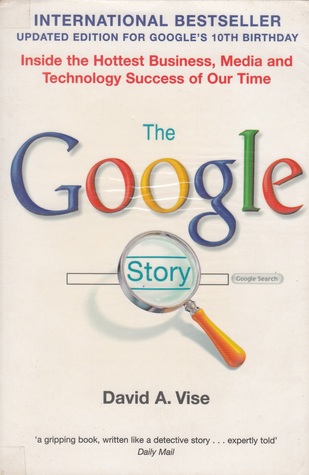 INTERNATIONAL BESTSELLER
UPDATED EDITION FOR GOOGLE'S 10TH BIRTHDAY
Inside the Hottest Business, Media and
Technology Success of Our Time
The
Google
Story
Google Search
David A. Vise
'a gripping book, written like a detective story . . . expertly told'
Daily Mail